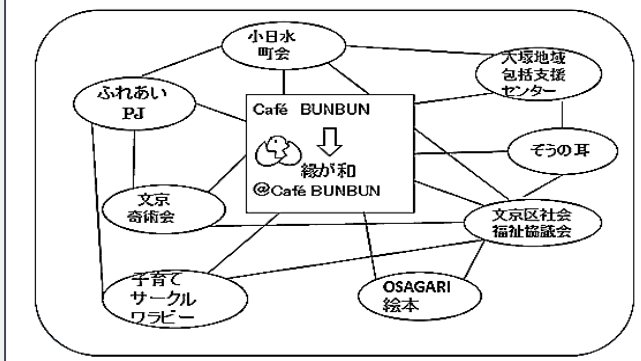 小日水
町会
大塚地域
包括支援
センター
ふれあい
PJ
Café BUNBUN
縁が和
@Café BUNBUN
ぞうの耳
文京
奇術会
文京区社会
福祉協議会
子育て
サークル
ワラビー
OSAGARI
絵本